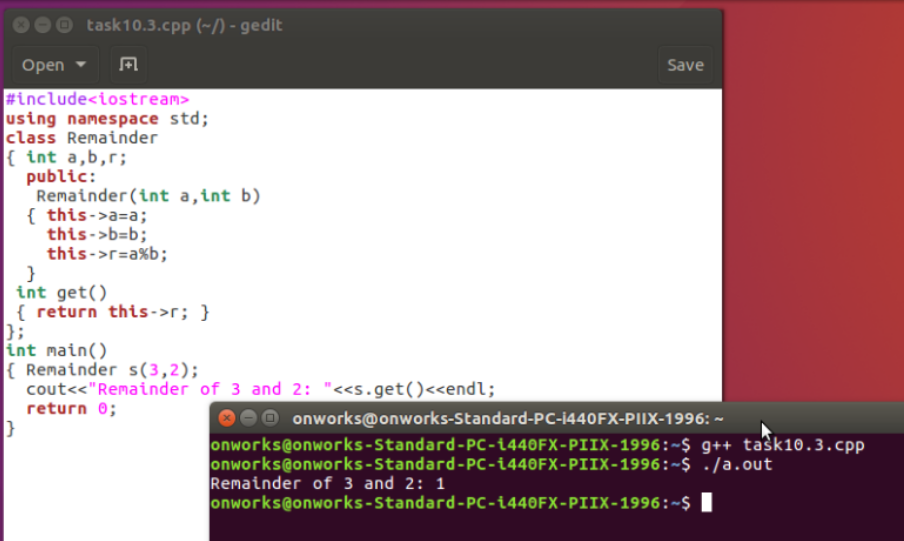 task10.3.cpp (~/) - gedit
Open
Save
#include<iostream>
using namespace std;
class Remainder
{ int a,b,r;
  public:
   Remainder(int a,int b)
  { this->a=a;
    this->b=b;
    this->r=a%b;
  }
 int get()
 { return this->r; }
};
int main()
{ Remainder s(3,2);
  cout<<"Remainder of 3 and 2: "<<s.get()<<endl;
  return 0;
}
onworks@onworks-Standard-PC-i440FX-PIIX-1996: ~
onworks@onworks-Standard-PC-i440FX-PIIX-1996:~$ g++ task10.3.cpp
onworks@onworks-Standard-PC-i440FX-PIIX-1996:~$ ./a.out
Remainder of 3 and 2: 1
onworks@onworks-Standard-PC-i440FX-PIIX-1996:~$